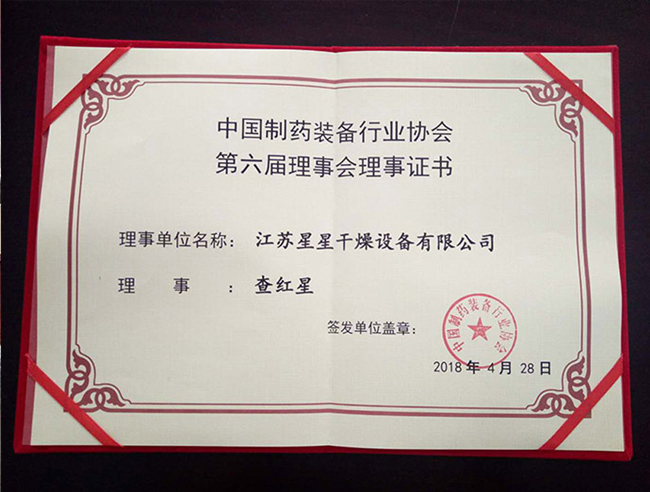 中国制药装备行业协会
第六届理事会理事证书
理事单位名称：江苏星星干燥设备有限公司
理事：查红星
签发单位盖章：
中国制药装备行业协会
2018年4月28日